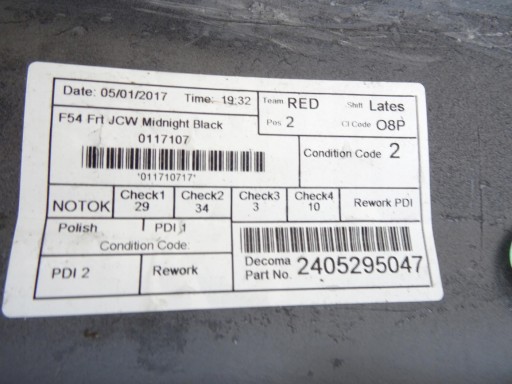 Date: 05/01/2017 Time: 19:32 Team RED Shift Lates
Pos 2 Cl Code O8P
F54 Frt JCW Midnight Black
0117107
*011710717* Condition Code 2
NOTOK Check1 29 Check2 34 Check3 3 Check4 10 Rework PDI
Polish PDI 1
Condition Code:
PDI 2 Rework Decoma Part No. 2405295047